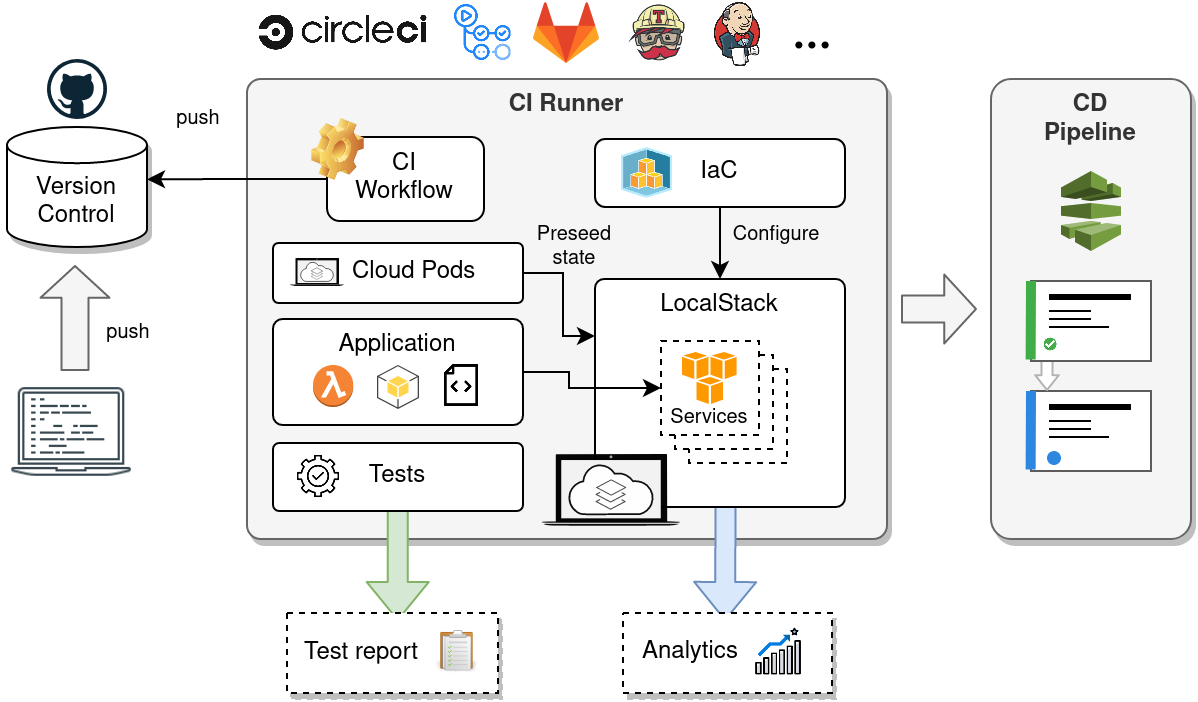 circleci
...
CI Runner
CD
Pipeline
push
CI
Workflow
IaC
Version
Control
Preseed
state
Configure
Cloud Pods
LocalStack
push
Application
Services
Tests
Test report
Analytics